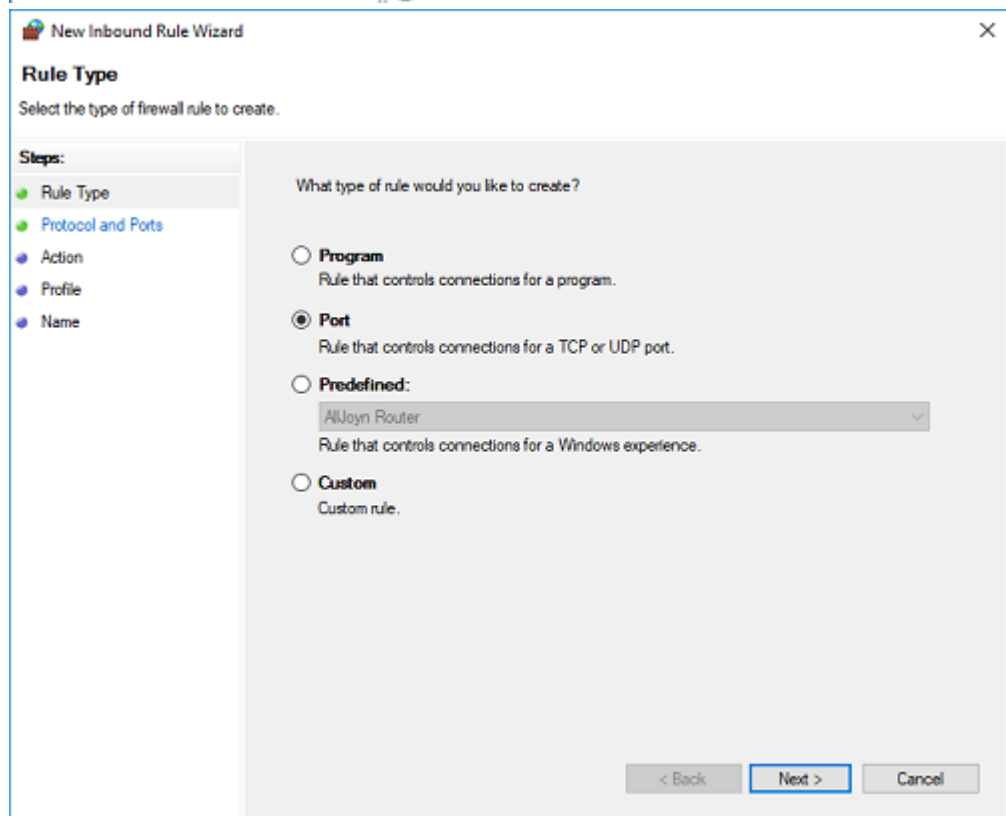 New Inbound Rule Wizard
Rule Type
Select the type of firewall rule to create.
Steps:
Rule Type
Protocol and Ports
Action
Profile
Name
What type of rule would you like to create?
Program
Rule that controls connections for a program.
Port
Rule that controls connections for a TCP or UDP port.
Predefined:
AllJoyn Router
Rule that controls connections for a Windows experience.
Custom
Custom rule.
< Back Next > Cancel